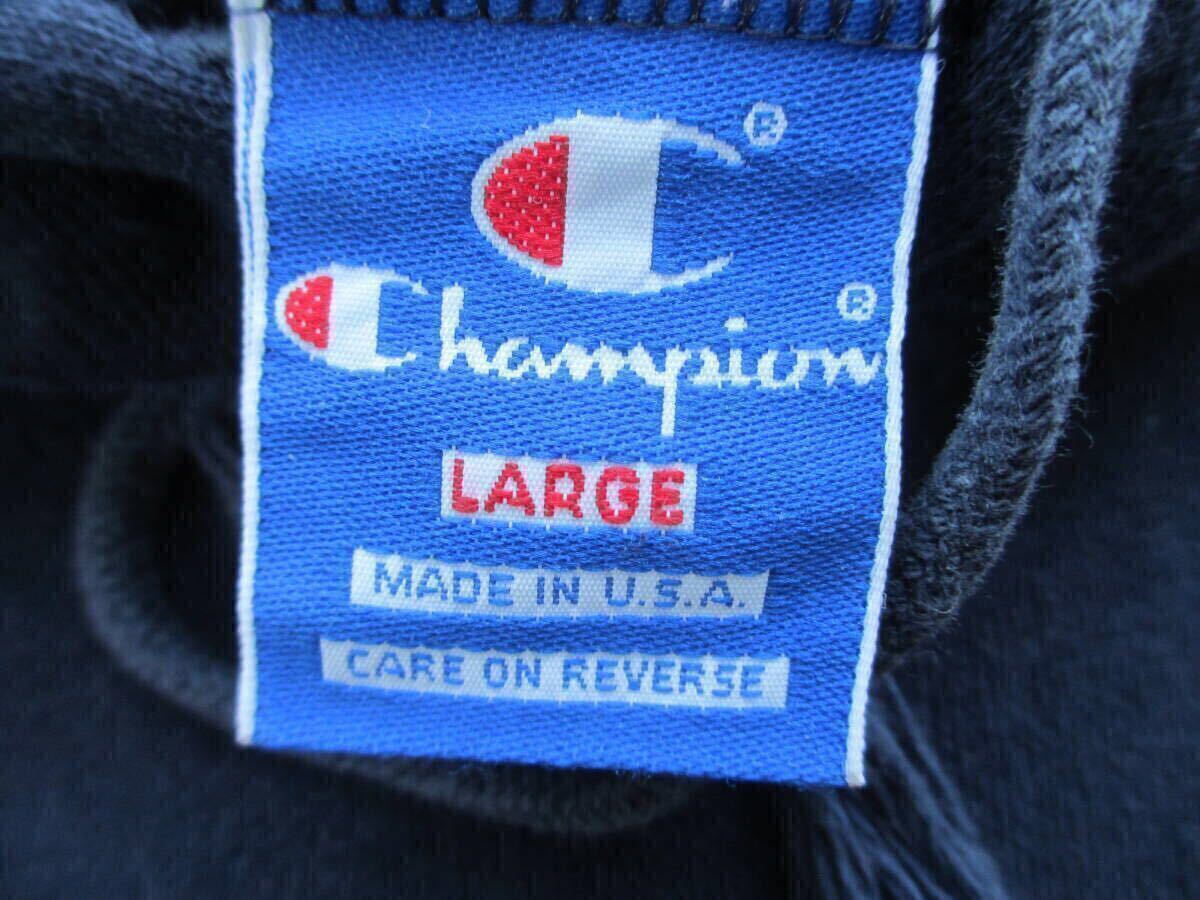 C®
Champion®
LARGE
MADE IN U.S.A.
CARE ON REVERSE